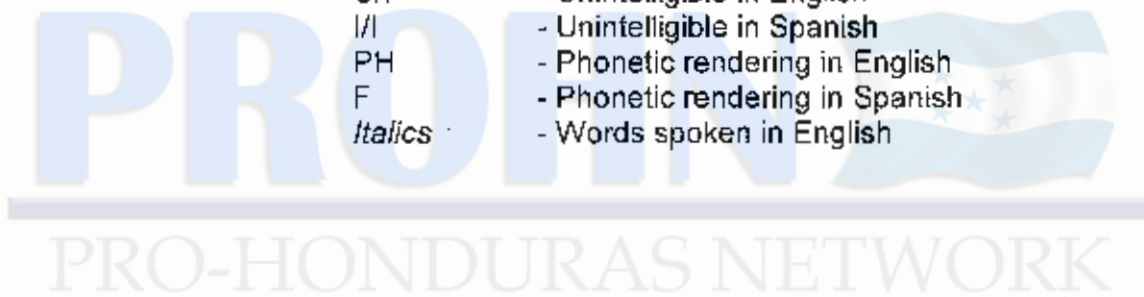 I/I - Unintelligible in Spanish
PH - Phonetic rendering in English
F - Phonetic rendering in Spanish
Italics - Words spoken in English
PROHN
PRO-HONDURAS NETWORK